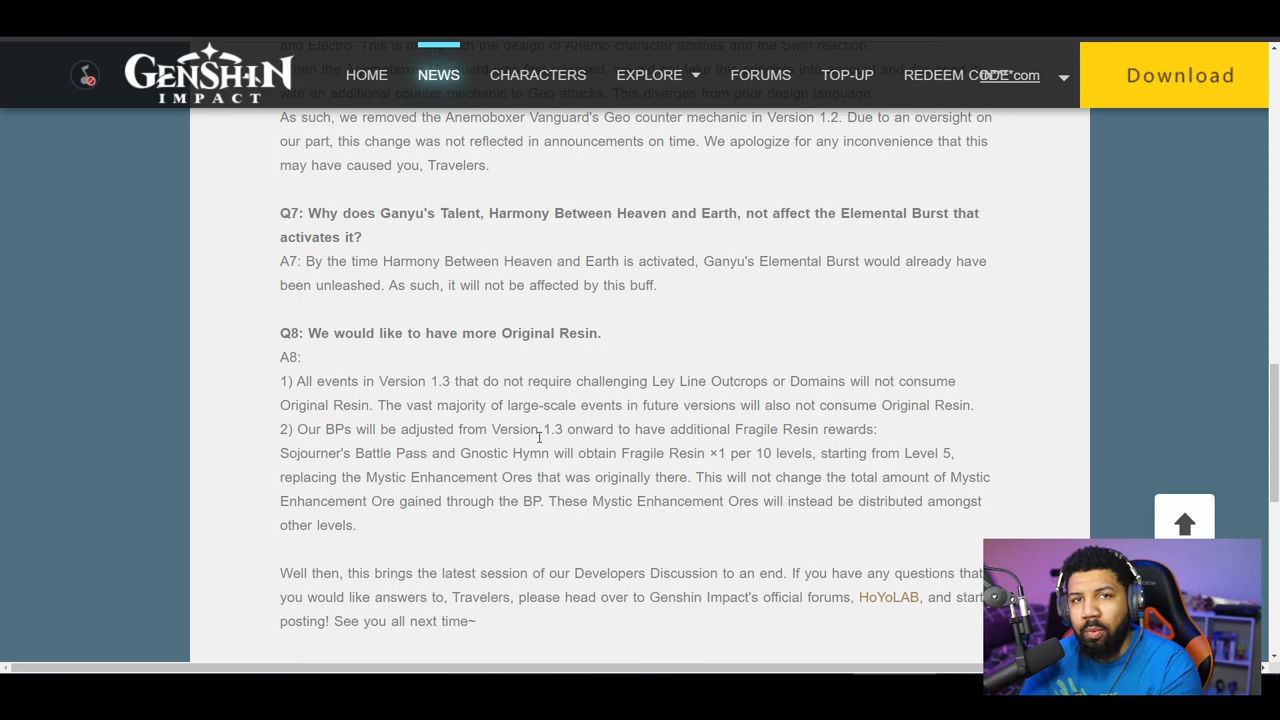 and Electro. This is in line with the design of Anemo character abilities and the Swirl reaction.
GENSHIN
IMPACT
HOME
NEWS
CHARACTERS
EXPLORE
FORUMS
TOP-UP
REDEEM CODE
Download
with an additional counter mechanic to Geo attacks. This diverges from prior design language.
As such, we removed the Anemoboxer Vanguard's Geo counter mechanic in Version 1.2. Due to an oversight on
our part, this change was not reflected in announcements on time. We apologize for any inconvenience that this
may have caused you, Travelers.
Q7: Why does Ganyu's Talent, Harmony Between Heaven and Earth, not affect the Elemental Burst that
activates it?
A7: By the time Harmony Between Heaven and Earth is activated, Ganyu's Elemental Burst would already have
been unleashed. As such, it will not be affected by this buff.
Q8: We would like to have more Original Resin.
A8:
1) All events in Version 1.3 that do not require challenging Ley Line Outcrops or Domains will not consume
Original Resin. The vast majority of large-scale events in future versions will also not consume Original Resin.
2) Our BPs will be adjusted from Version 1.3 onward to have additional Fragile Resin rewards:
Sojourner's Battle Pass and Gnostic Hymn will obtain Fragile Resin ×1 per 10 levels, starting from Level 5,
replacing the Mystic Enhancement Ores that was originally there. This will not change the total amount of Mystic
Enhancement Ore gained through the BP. These Mystic Enhancement Ores will instead be distributed amongst
other levels.
Well then, this brings the latest session of our Developers Discussion to an end. If you have any questions that
you would like answers to, Travelers, please head over to Genshin Impact's official forums, HoYoLAB, and start
posting! See you all next time~